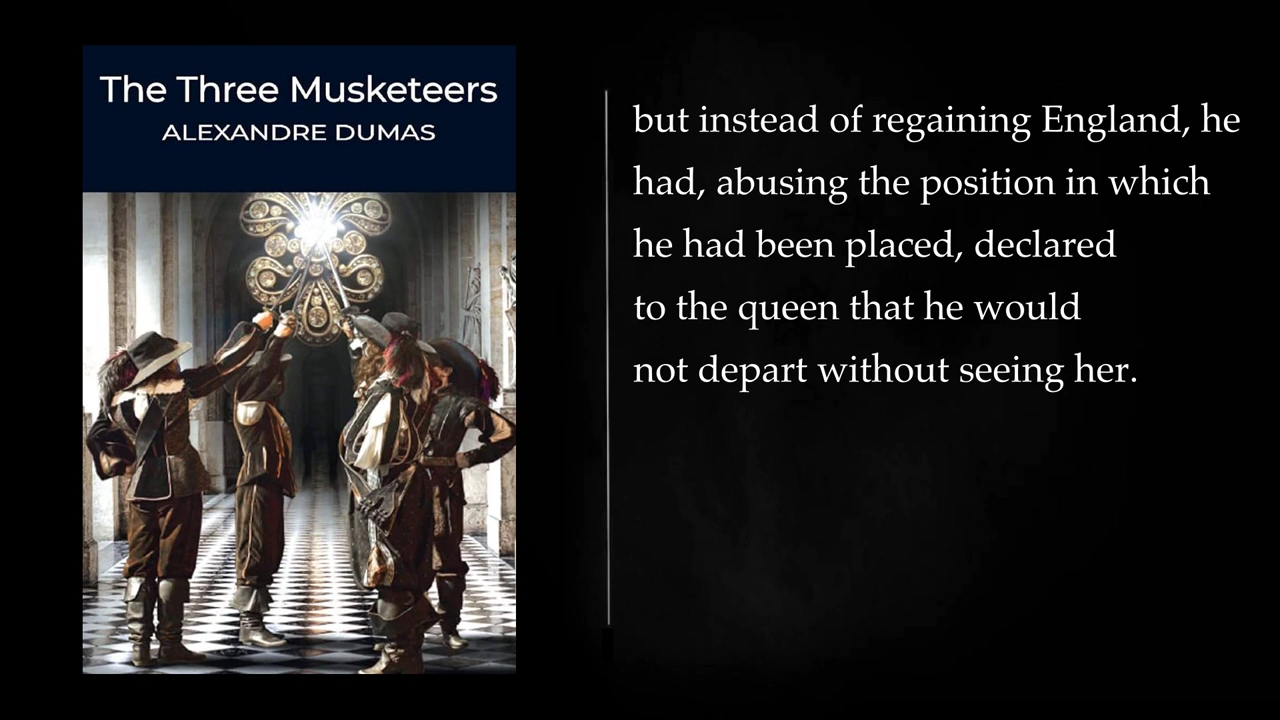 The Three Musketeers
ALEXANDRE DUMAS
but instead of regaining England, he
had, abusing the position in which
he had been placed, declared
to the queen that he would
not depart without seeing her.